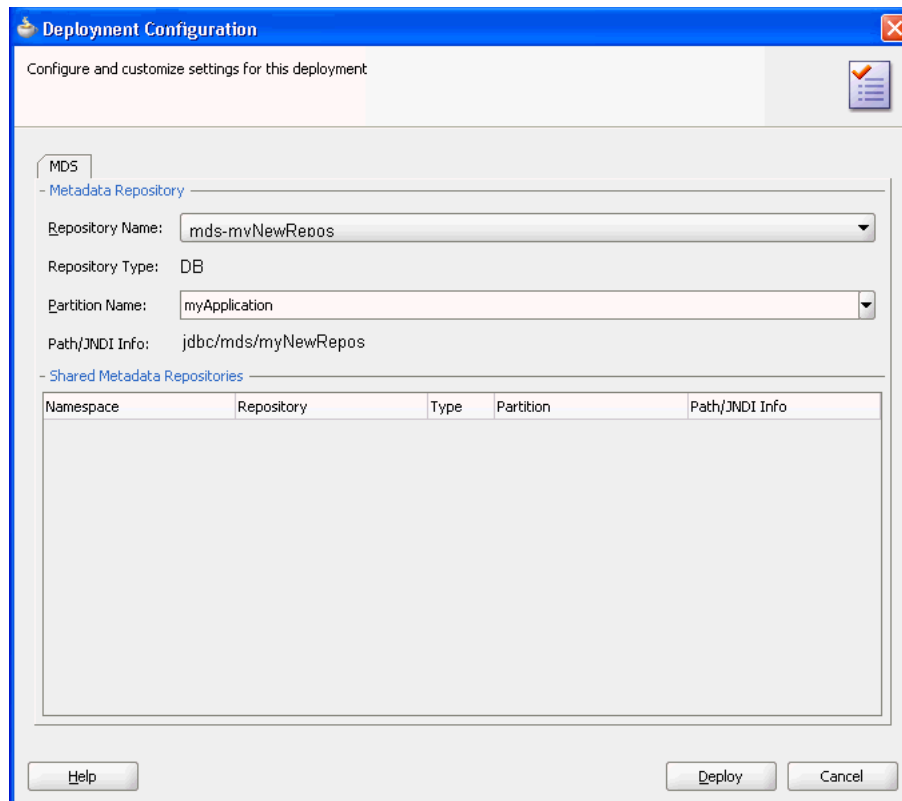 Deployment Configuration
Configure and customize settings for this deployment
MDS
Metadata Repository
Repository Name: mds-myNewRepos
Repository Type: DB
Partition Name: myApplication
Path/JNDI Info: jdbc/mds/myNewRepos
Shared Metadata Repositories
Namespace Repository Type Partition Path/JNDI Info
Help Deploy Cancel